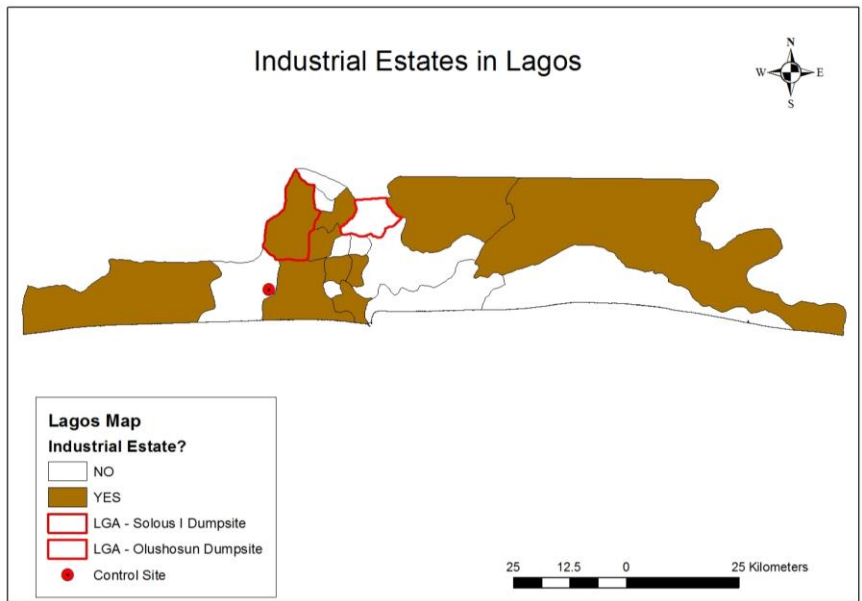 Industrial Estates in Lagos
N
W E
S
Lagos Map
Industrial Estate?
NO
YES
LGA - Solous I Dumpsite
LGA - Olushosun Dumpsite
Control Site
25 12.5 0 25 Kilometers